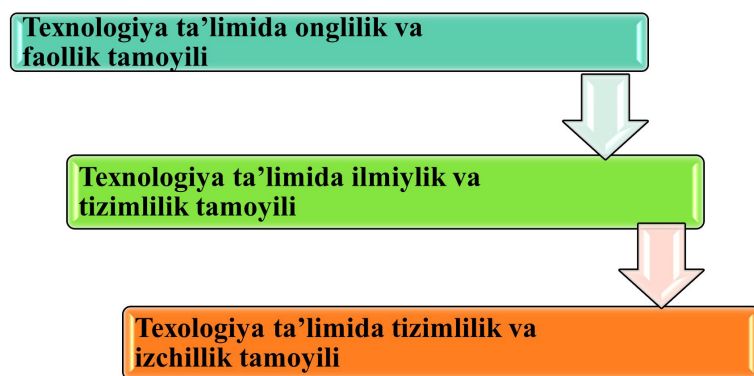 Texnologiya ta’limida onglilik va
faollik tamoyili
Texnologiya ta’limida ilmiylik va
tizimlilik tamoyili
Texologiya ta’limida tizimlilik va
izchillik tamoyili